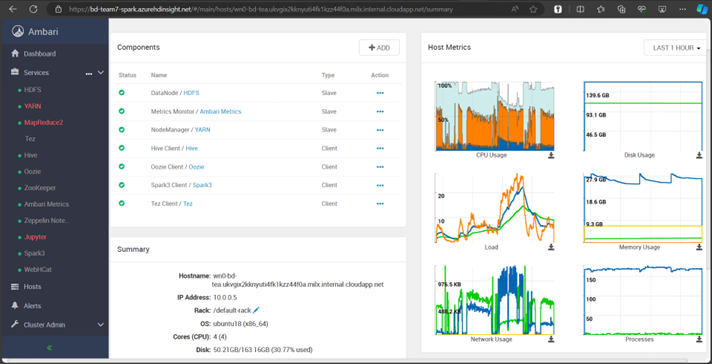 https://bd-team7-spark.azurehdinsight.net/#/main/hosts/wn0-bd-tea.ukvgix2kknyuti4fk1kzz44f0a.milx.internal.cloudapp.net/summary
Ambari
Dashboard
Services
HDFS
YARN
MapReduce2
Tez
Hive
Oozie
ZooKeeper
Ambari Metrics
Zeppelin Note...
Jupyter
Spark3
WebHCat
Hosts
Alerts
Cluster Admin
Components
ADD
Status Name Type Action
DataNode / HDFS Slave
Metrics Monitor / Ambari Metrics Slave
NodeManager / YARN Slave
Hive Client / Hive Client
Oozie Client / Oozie Client
Spark3 Client / Spark3 Client
Tez Client / Tez Client
Summary
Hostname: wn0-bd-
tea.ukvgix2kknyuti4fk1kzz44f0a.milx.internal.cloudapp.net
IP Address: 10.0.0.5
Rack: /default-rack
OS: ubuntu18 (x86_64)
Cores (CPU): 4 (4)
Disk: 50.21GB/163.16GB (30.77% used)
Host Metrics
LAST 1 HOUR
100%
50%
CPU Usage
139.6 GB
93.1 GB
46.5 GB
Disk Usage
20
10
Load
27.9 GB
18.6 GB
9.3 GB
Memory Usage
976.5 KB
488.2 KB
Network Usage
150
100
50
Processes